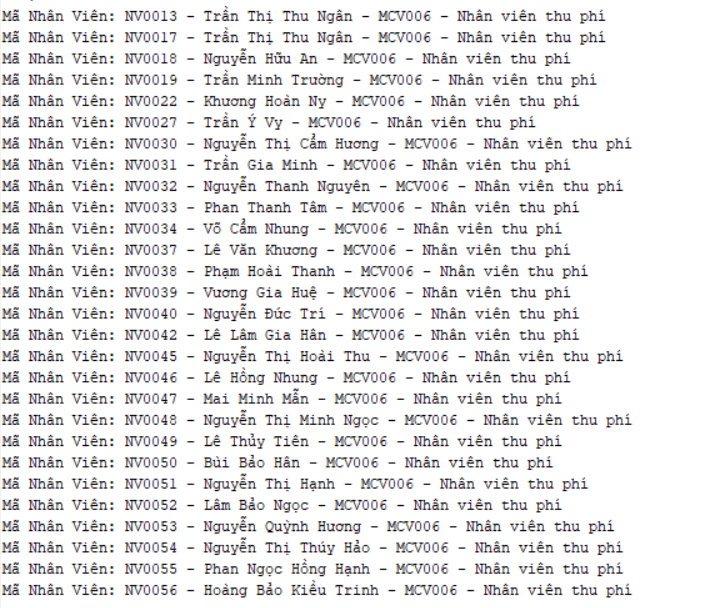 Mã Nhân Viên: NV0013 - Trần Thị Thu Ngân - MCV006 - Nhân viên thu phí
Mã Nhân Viên: NV0017 - Trần Thị Thu Ngân - MCV006 - Nhân viên thu phí
Mã Nhân Viên: NV0018 - Nguyễn Hữu An - MCV006 - Nhân viên thu phí
Mã Nhân Viên: NV0019 - Trần Minh Trường - MCV006 - Nhân viên thu phí
Mã Nhân Viên: NV0022 - Khương Hoàn Ny - MCV006 - Nhân viên thu phí
Mã Nhân Viên: NV0027 - Trần Ý Vy - MCV006 - Nhân viên thu phí
Mã Nhân Viên: NV0030 - Nguyễn Thị Cẩm Hương - MCV006 - Nhân viên thu phí
Mã Nhân Viên: NV0031 - Trần Gia Minh - MCV006 - Nhân viên thu phí
Mã Nhân Viên: NV0032 - Nguyễn Thanh Nguyên - MCV006 - Nhân viên thu phí
Mã Nhân Viên: NV0033 - Phan Thanh Tâm - MCV006 - Nhân viên thu phí
Mã Nhân Viên: NV0034 - Võ Cẩm Nhung - MCV006 - Nhân viên thu phí
Mã Nhân Viên: NV0037 - Lê Văn Khương - MCV006 - Nhân viên thu phí
Mã Nhân Viên: NV0038 - Phạm Hoài Thanh - MCV006 - Nhân viên thu phí
Mã Nhân Viên: NV0039 - Vương Gia Huệ - MCV006 - Nhân viên thu phí
Mã Nhân Viên: NV0040 - Nguyễn Đức Trí - MCV006 - Nhân viên thu phí
Mã Nhân Viên: NV0042 - Lê Lâm Gia Hân - MCV006 - Nhân viên thu phí
Mã Nhân Viên: NV0045 - Nguyễn Thị Hoài Thu - MCV006 - Nhân viên thu phí
Mã Nhân Viên: NV0046 - Lê Hồng Nhung - MCV006 - Nhân viên thu phí
Mã Nhân Viên: NV0047 - Mai Minh Mẫn - MCV006 - Nhân viên thu phí
Mã Nhân Viên: NV0048 - Nguyễn Thị Minh Ngọc - MCV006 - Nhân viên thu phí
Mã Nhân Viên: NV0049 - Lê Thủy Tiên - MCV006 - Nhân viên thu phí
Mã Nhân Viên: NV0050 - Bùi Bảo Hân - MCV006 - Nhân viên thu phí
Mã Nhân Viên: NV0051 - Nguyễn Thị Hạnh - MCV006 - Nhân viên thu phí
Mã Nhân Viên: NV0052 - Lâm Bảo Ngọc - MCV006 - Nhân viên thu phí
Mã Nhân Viên: NV0053 - Nguyễn Quỳnh Hương - MCV006 - Nhân viên thu phí
Mã Nhân Viên: NV0054 - Nguyễn Thị Thúy Hảo - MCV006 - Nhân viên thu phí
Mã Nhân Viên: NV0055 - Phan Ngọc Hồng Hạnh - MCV006 - Nhân viên thu phí
Mã Nhân Viên: NV0056 - Hoàng Bảo Kiều Trinh - MCV006 - Nhân viên thu phí